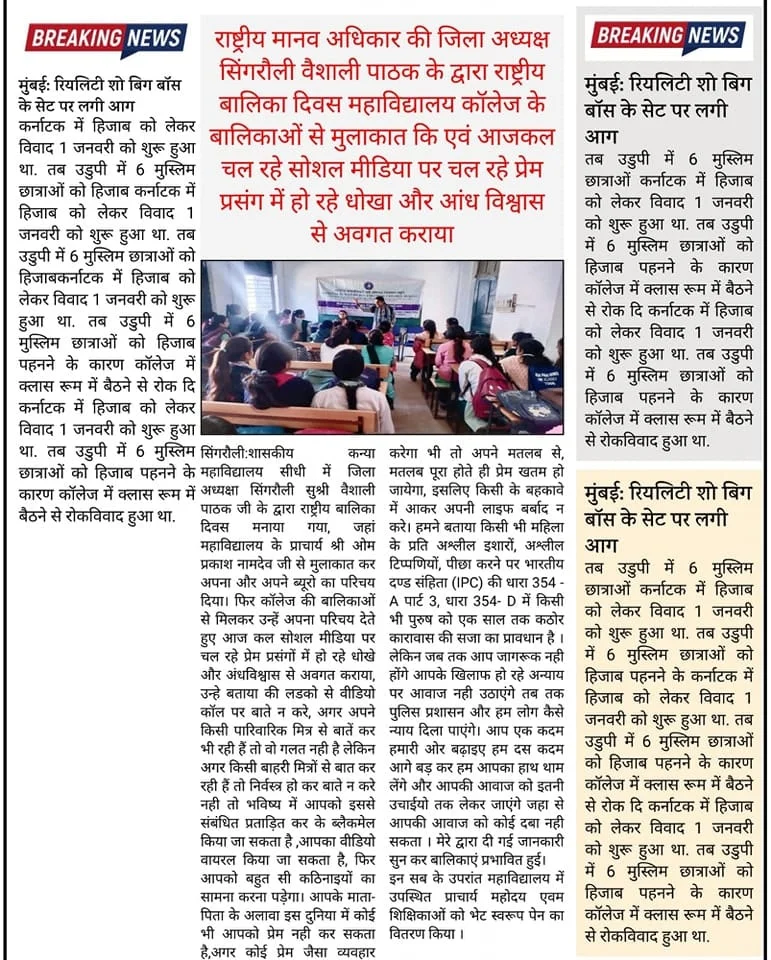 BREAKING NEWS
मुंबई: रियलिटी शो बिग बॉस
के सेट पर लगी आग
कर्नाटक में हिजाब को लेकर
विवाद 1 जनवरी को शुरू हुआ
था. तब उडुपी में 6 मुस्लिम
छात्राओं को हिजाब कर्नाटक में
हिजाब को लेकर विवाद 1
जनवरी को शुरू हुआ था. तब
उडुपी में 6 मुस्लिम छात्राओं को
हिजाबकर्नाटक में हिजाब को
लेकर विवाद 1 जनवरी को शुरू
हुआ था. तब उडुपी में 6
मुस्लिम छात्राओं को हिजाब
पहनने के कारण कॉलेज में
क्लास रूम में बैठने से रोक दि
कर्नाटक में हिजाब को लेकर
विवाद 1 जनवरी को शुरू हुआ
था. तब उडुपी में 6 मुस्लिम
छात्राओं को हिजाब पहनने के
कारण कॉलेज में क्लास रूम में
बैठने से रोकविवाद हुआ था.
राष्ट्रीय मानव अधिकार की जिला अध्यक्ष
सिंगरौली वैशाली पाठक के द्वारा राष्ट्रीय
बालिका दिवस महाविद्यालय कॉलेज के
बालिकाओं से मुलाकात कि एवं आजकल
चल रहे सोशल मीडिया पर चल रहे प्रेम
प्रसंग में हो रहे धोखा और आंध विश्वास
से अवगत कराया
सिंगरौली:शासकीय कन्या
महाविद्यालय सीधी में जिला
अध्यक्षा सिंगरौली सुश्री वैशाली
पाठक जी के द्वारा राष्ट्रीय बालिका
दिवस मनाया गया, जहां
महाविद्यालय के प्राचार्य श्री ओम
प्रकाश नामदेव जी से मुलाकात कर
अपना और अपने ब्यूरो का परिचय
दिया। फिर कॉलेज की बालिकाओं
से मिलकर उन्हें अपना परिचय देते
हुए आज कल सोशल मीडिया पर
चल रहे प्रेम प्रसंगों में हो रहे धोखे
और अंधविश्वास से अवगत कराया,
उन्हे बताया की लडको से वीडियो
कॉल पर बाते न करे, अगर अपने
किसी पारिवारिक मित्र से बातें कर
भी रही हैं तो वो गलत नही है लेकिन
अगर किसी बाहरी मित्रों से बात कर
रही हैं तो निर्वस्त्र हो कर बाते न करे
नही तो भविष्य में आपको इससे
संबंधित प्रताड़ित कर के ब्लैकमेल
किया जा सकता है ,आपका वीडियो
वायरल किया जा सकता है, फिर
आपको बहुत सी कठिनाइयों का
सामना करना पड़ेगा। आपके माता-
पिता के अलावा इस दुनिया में कोई
भी आपको प्रेम नही कर सकता
है,अगर कोई प्रेम जैसा व्यवहार
करेगा भी तो अपने मतलब से,
मतलब पूरा होते ही प्रेम खतम हो
जायेगा, इसलिए किसी के बहकावे
में आकर अपनी लाइफ बर्बाद न
करे। हमने बताया किसी भी महिला
के प्रति अश्लील इशारों, अश्लील
टिप्पणियों, पीछा करने पर भारतीय
दण्ड संहिता (IPC) की धारा 354 -
A पार्ट 3, धारा 354- D में किसी
भी पुरुष को एक साल तक कठोर
कारावास की सजा का प्रावधान है ।
लेकिन जब तक आप जागरूक नही
होंगे आपके खिलाफ हो रहे अन्याय
पर आवाज नही उठाएंगे तब तक
पुलिस प्रशासन और हम लोग कैसे
न्याय दिला पाएंगे। आप एक कदम
हमारी ओर बढ़ाइए हम दस कदम
आगे बड़ कर हम आपका हाथ थाम
लेंगे और आपकी आवाज को इतनी
उचाईयो तक लेकर जाएंगे जहा से
आपकी आवाज को कोई दबा नही
सकता । मेरे द्वारा दी गई जानकारी
सुन कर बालिकाएं प्रभावित हुई।
इन सब के उपरांत महाविद्यालय में
उपस्थित प्राचार्य महोदय एवम
शिक्षिकाओं को भेट स्वरूप पेन का
वितरण किया ।
BREAKING NEWS
मुंबई: रियलिटी शो बिग
बॉस के सेट पर लगी
आग
तब उडुपी में 6 मुस्लिम
छात्राओं कर्नाटक में हिजाब
को लेकर विवाद 1 जनवरी
को शुरू हुआ था. तब उडुपी
में 6 मुस्लिम छात्राओं को
हिजाब पहनने के कारण
कॉलेज में क्लास रूम में बैठने
से रोक दि कर्नाटक में हिजाब
को लेकर विवाद 1 जनवरी
को शुरू हुआ था. तब उडुपी
में 6 मुस्लिम छात्राओं को
हिजाब पहनने के कारण
कॉलेज में क्लास रूम में बैठने
से रोकविवाद हुआ था.
मुंबई: रियलिटी शो बिग
बॉस के सेट पर लगी
आग
तब उडुपी में 6 मुस्लिम
छात्राओं कर्नाटक में हिजाब
को लेकर विवाद 1 जनवरी
को शुरू हुआ था. तब उडुपी
में 6 मुस्लिम छात्राओं को
हिजाब पहनने के कर्नाटक में
हिजाब को लेकर विवाद 1
जनवरी को शुरू हुआ था. तब
उडुपी में 6 मुस्लिम छात्राओं
को हिजाब पहनने के कारण
कॉलेज में क्लास रूम में बैठने
से रोक दि कर्नाटक में हिजाब
को लेकर विवाद 1 जनवरी
को शुरू हुआ था. तब उडुपी
में 6 मुस्लिम छात्राओं को
हिजाब पहनने के कारण
कॉलेज में क्लास रूम में बैठने
से रोकविवाद हुआ था.